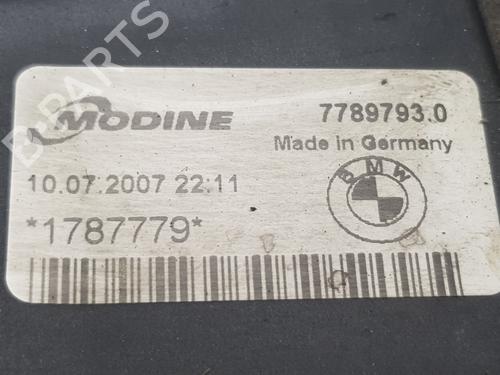 MODINE
7789793.0
Made in Germany
10.07.2007 22.11
BMW
*1787779*
B-PARTS